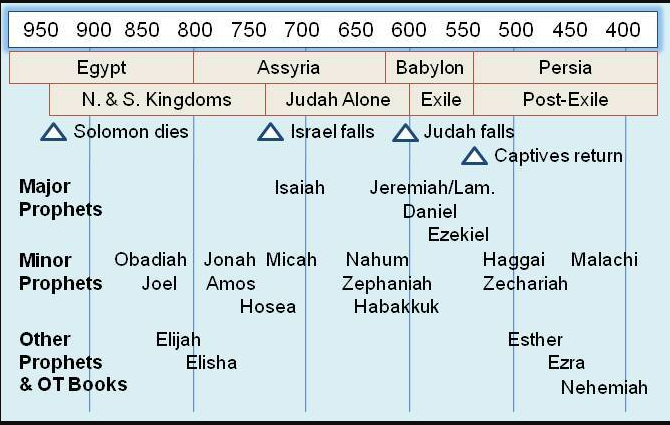 950 900 850 800 750 700 650 600 550 500 450 400
Egypt Assyria Babylon Persia
N. & S. Kingdoms Judah Alone Exile Post-Exile
Solomon dies Israel falls Judah falls
Captives return
Major Isaiah Jeremiah/Lam.
Prophets Daniel
Ezekiel
Minor Obadiah Jonah Micah Nahum Haggai Malachi
Prophets Joel Amos Zephaniah Zechariah
Hosea Habakkuk
Other Elijah Esther
Prophets Elisha Ezra
& OT Books Nehemiah